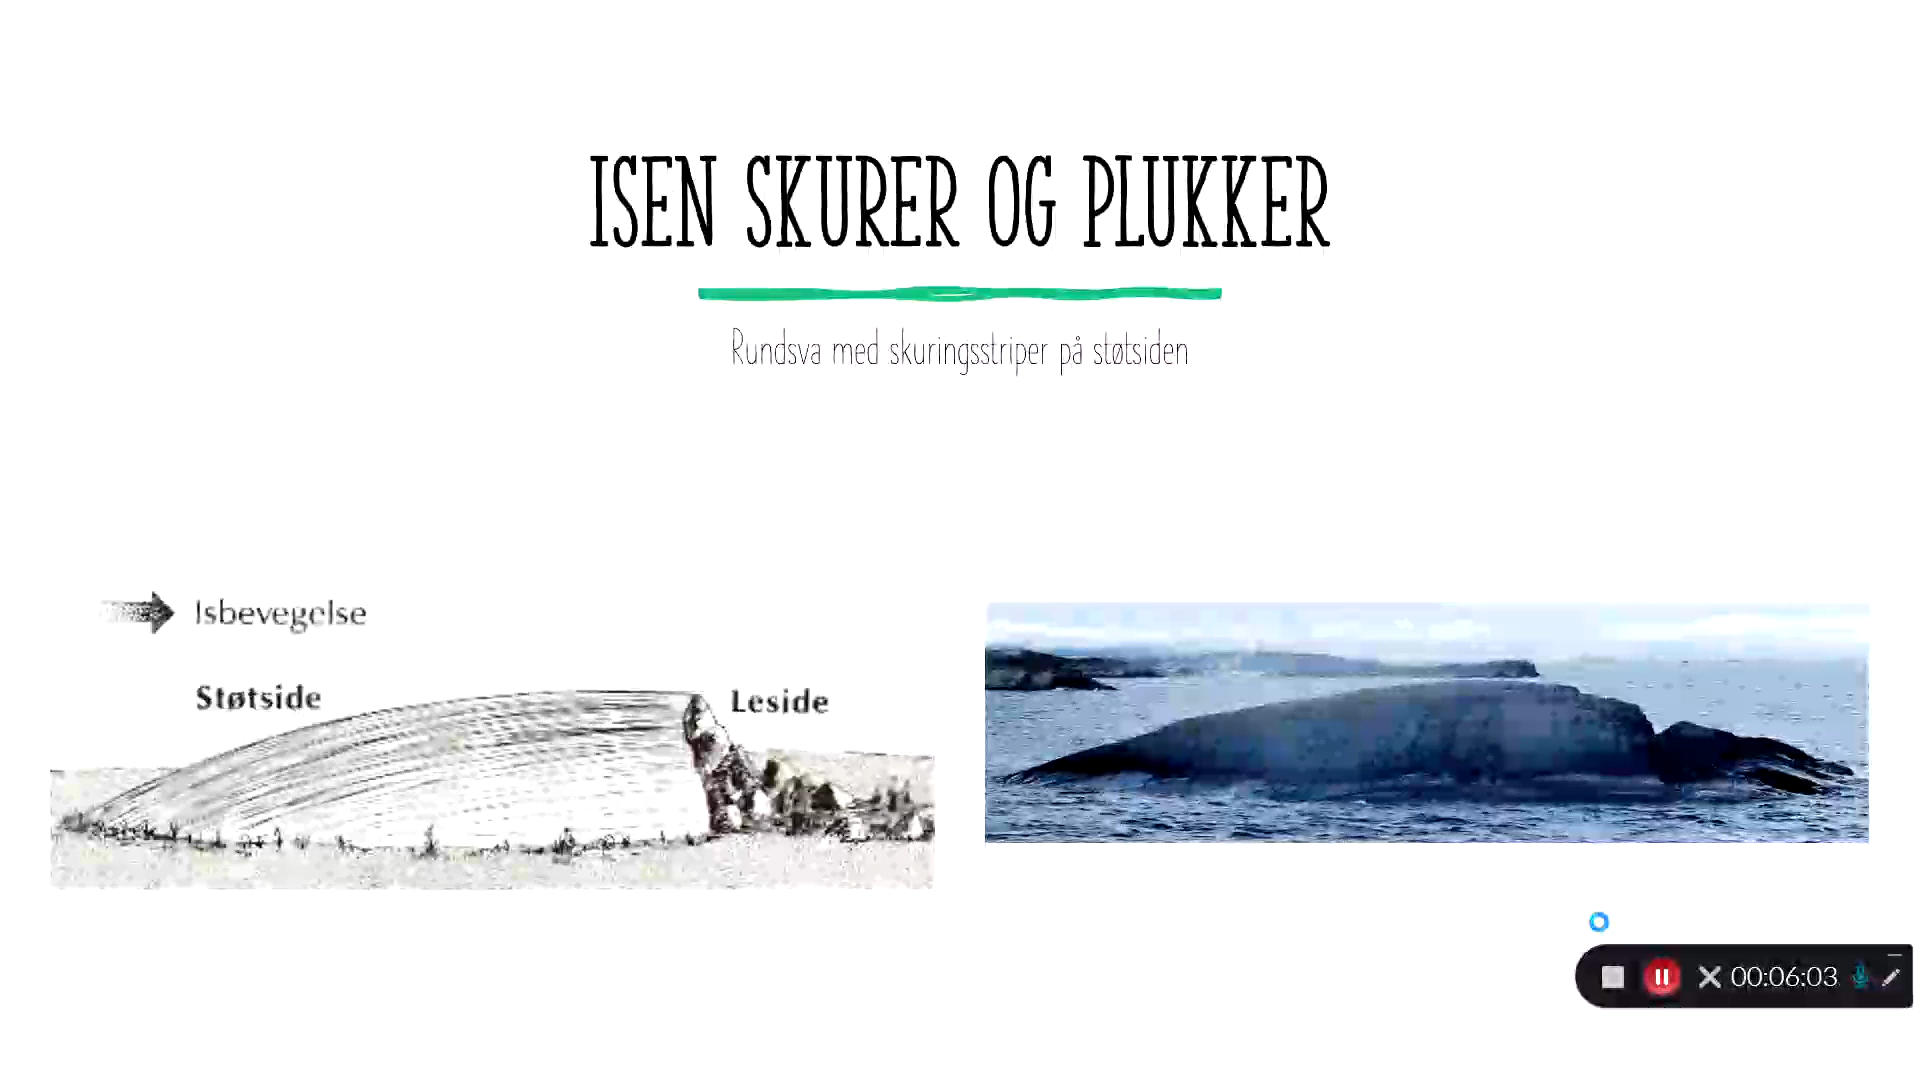 ISEN SKURER OG PLUKKER
Rundsva med skuringsstriper på støtsiden
Isbevegelse
Støtside
Leside
00:06:03